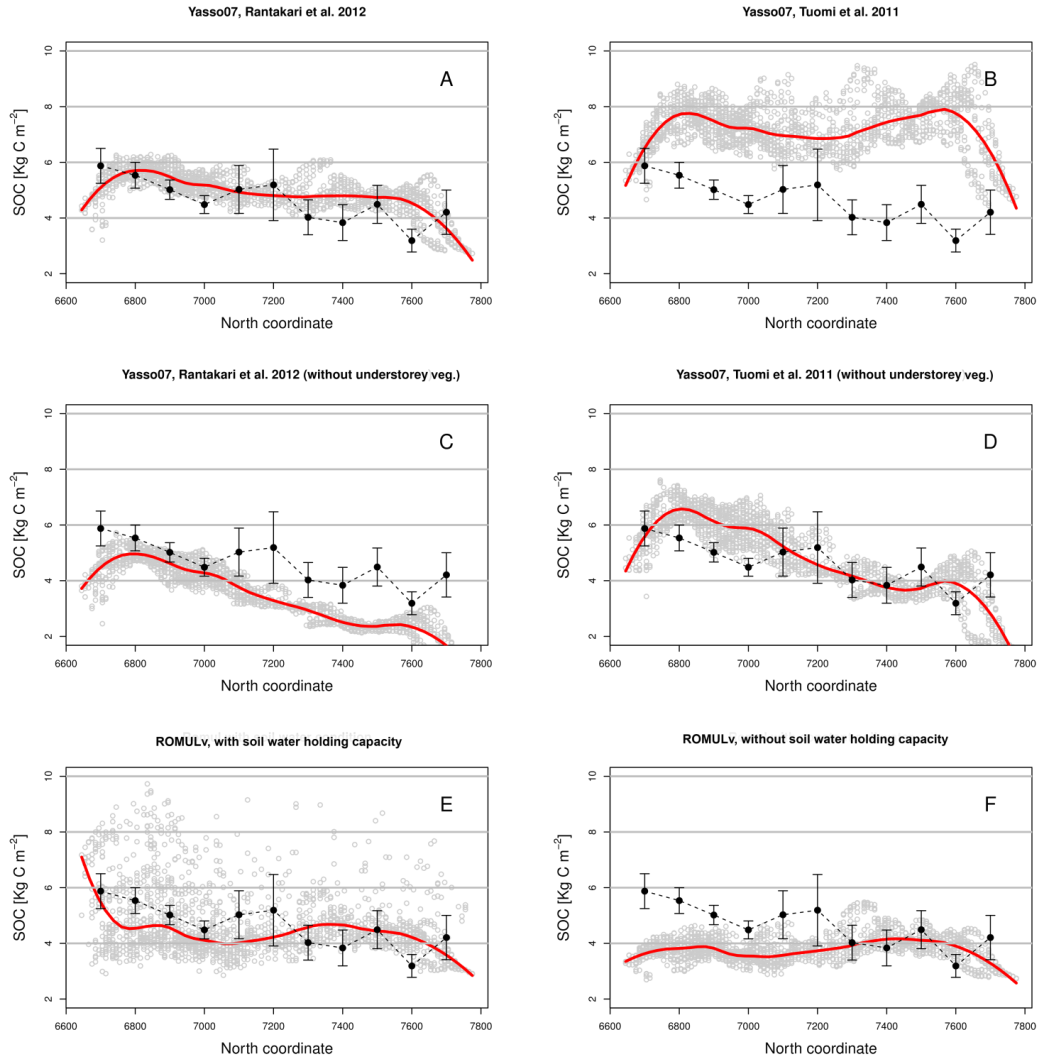 Yasso07, Rantakari et al. 2012
A
SOC [Kg C m−2]
10
8
6
4
2
6600 6800 7000 7200 7400 7600 7800
North coordinate
Yasso07, Tuomi et al. 2011
B
SOC [Kg C m−2]
10
8
6
4
2
6600 6800 7000 7200 7400 7600 7800
North coordinate
Yasso07, Rantakari et al. 2012 (without understorey veg.)
C
SOC [Kg C m−2]
10
8
6
4
2
6600 6800 7000 7200 7400 7600 7800
North coordinate
Yasso07, Tuomi et al. 2011 (without understorey veg.)
D
SOC [Kg C m−2]
10
8
6
4
2
6600 6800 7000 7200 7400 7600 7800
North coordinate
ROMULv, with soil water holding capacity
E
SOC [Kg C m−2]
10
8
6
4
2
6600 6800 7000 7200 7400 7600 7800
North coordinate
ROMULv, without soil water holding capacity
F
SOC [Kg C m−2]
10
8
6
4
2
6600 6800 7000 7200 7400 7600 7800
North coordinate